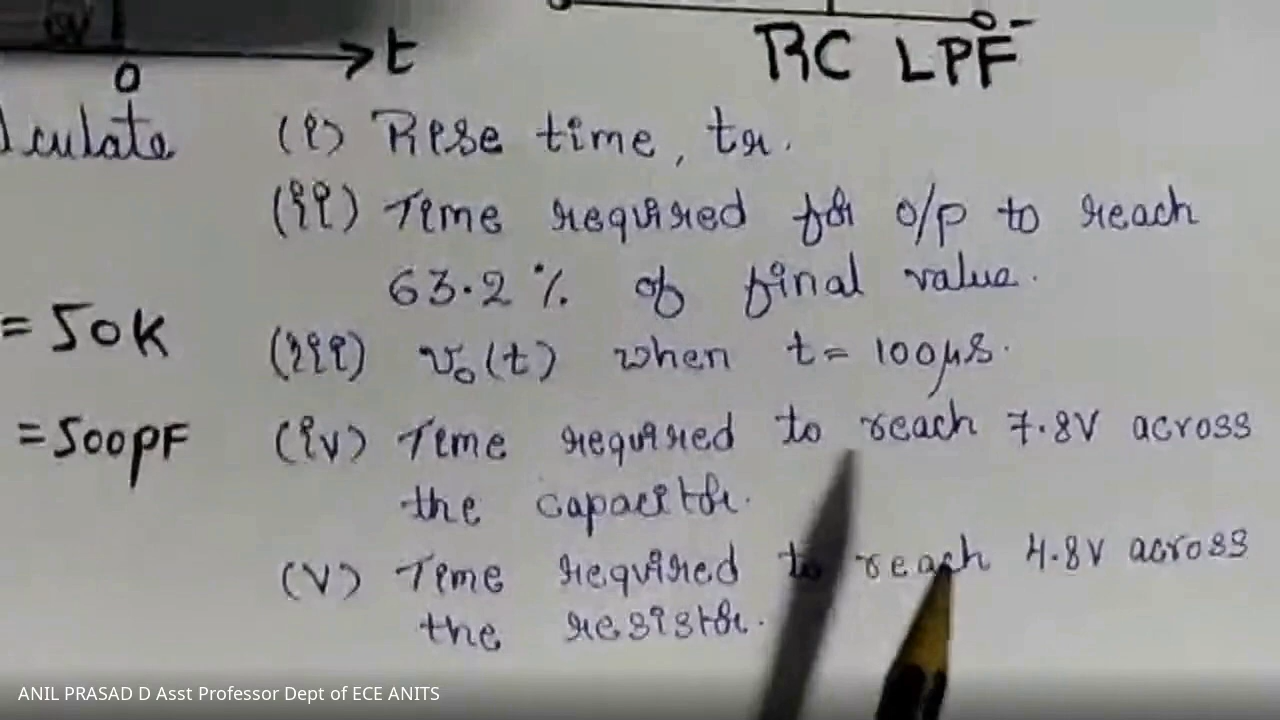 0
t
RC LPF
lculate (i) Rise time, tr.
(ii) Time required for o/p to reach
63.2 % of final value.
= 50K
(iii) vo(t) when t = 100μs.
= 500PF
(iv) Time required to reach 7.8V across
the capacitor.
(V) Time required to reach 4.8V across
the resistor.
ANIL PRASAD D Asst Professor Dept of ECE ANITS